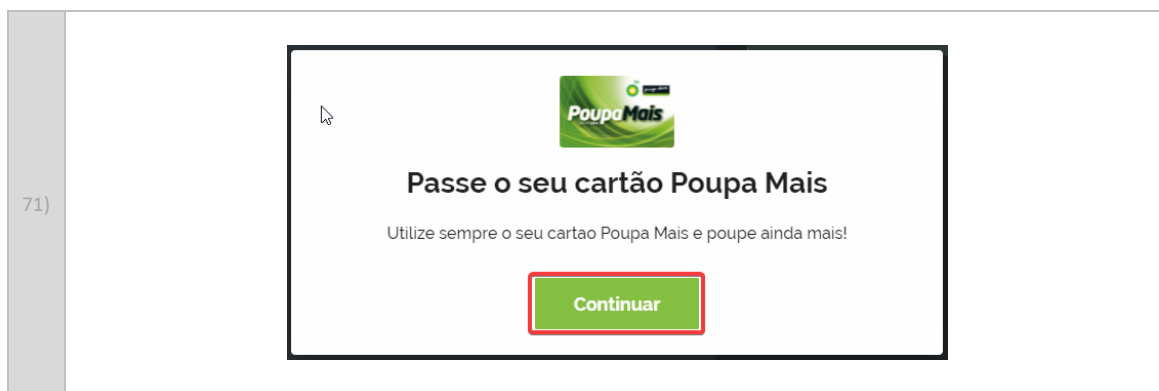 PoupaMais
Passe o seu cartão Poupa Mais
71)
Utilize sempre o seu cartao Poupa Mais e poupe ainda mais!
Continuar